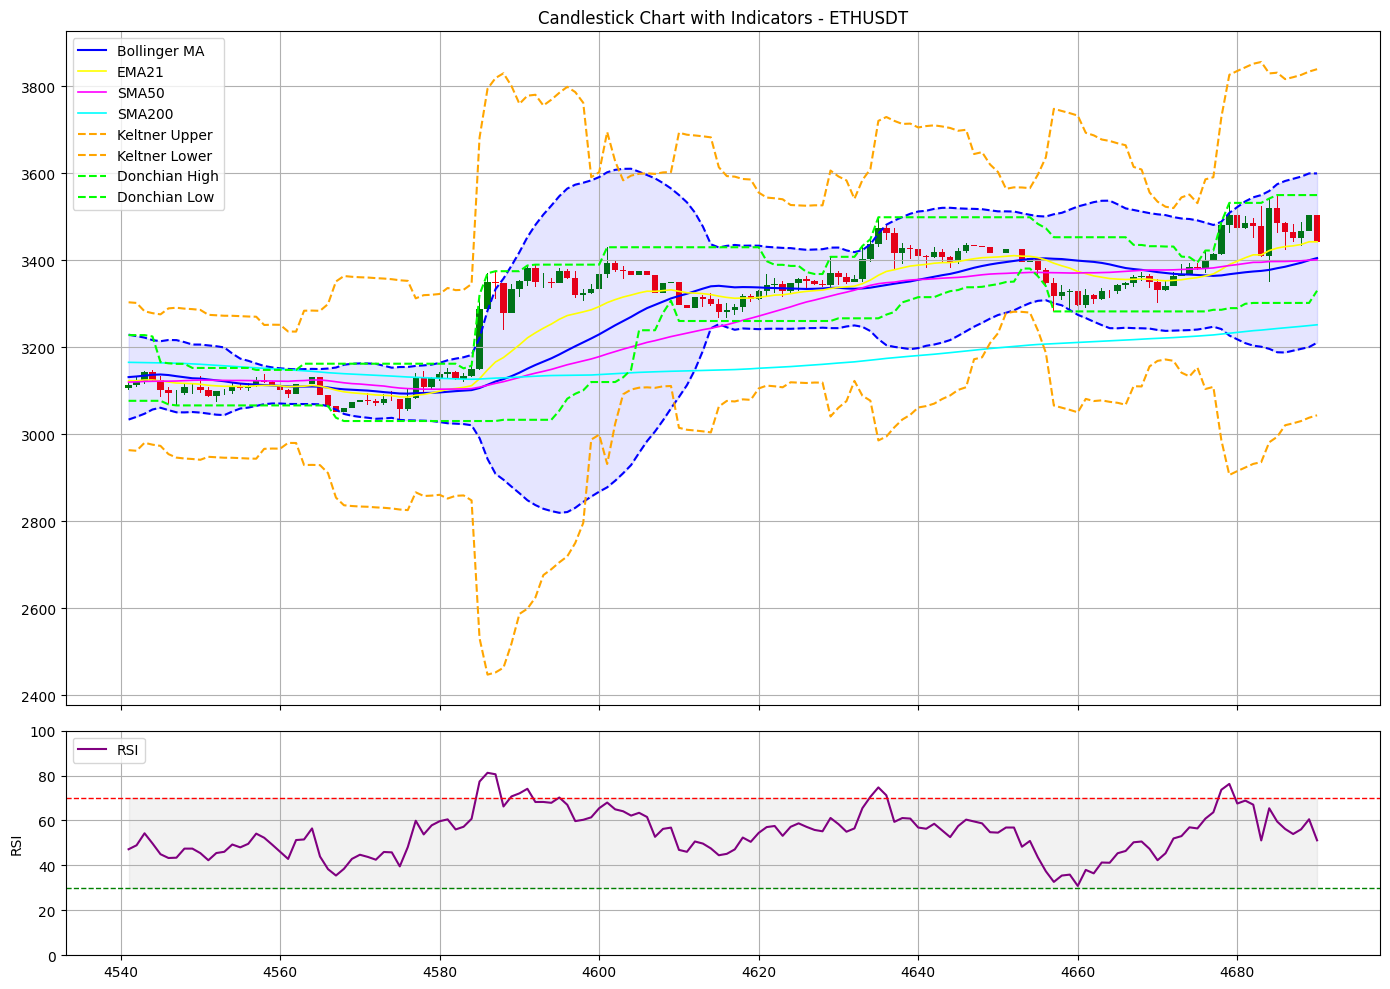 Candlestick Chart with Indicators - ETHUSDT
Bollinger MA
EMA21
SMA50
SMA200
Keltner Upper
Keltner Lower
Donchian High
Donchian Low
3800
3600
3400
3200
3000
2800
2600
2400
RSI
100
80
60
40
20
0
RSI
4540 4560 4580 4600 4620 4640 4660 4680